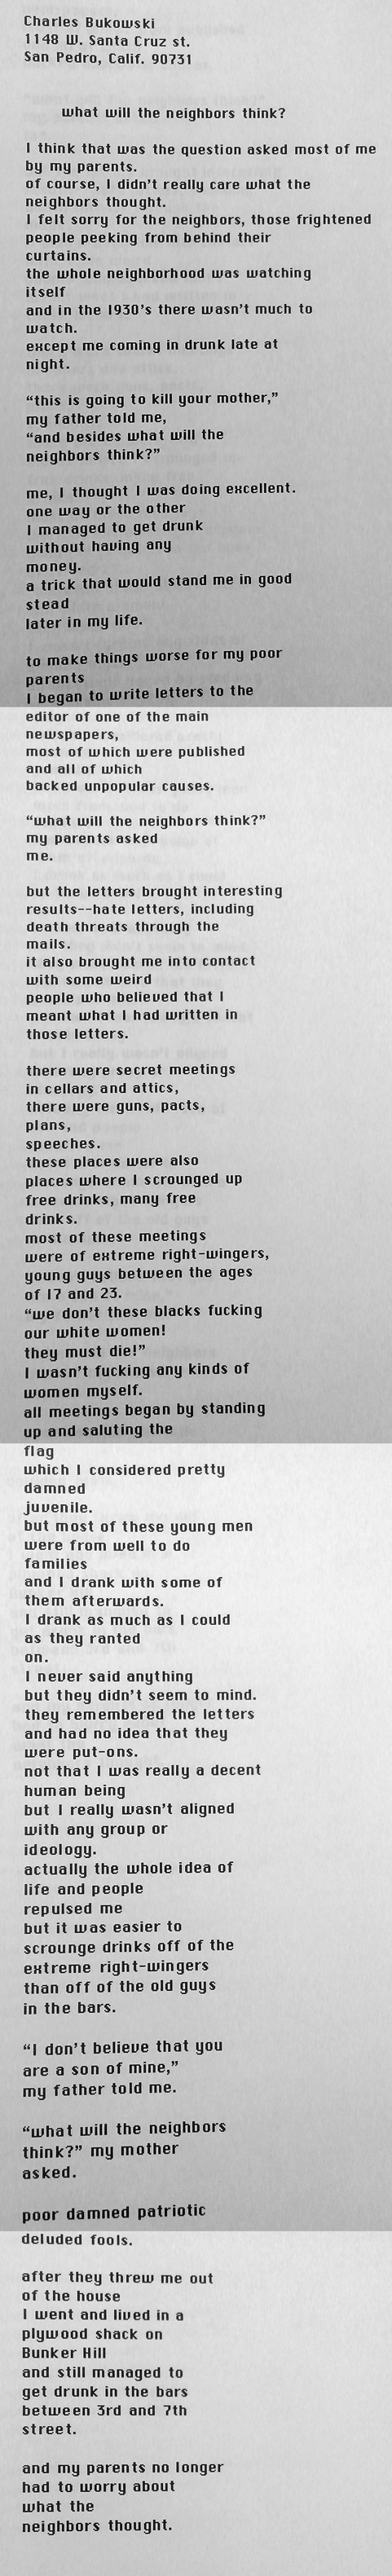 Charles Bukowski
1148 W. Santa Cruz st.
San Pedro, Calif. 90731
what will the neighbors think?
I think that was the question asked most of me
by my parents.
of course, I didn't really care what the
neighbors thought.
I felt sorry for the neighbors, those frightened
people peeking from behind their
curtains.
the whole neighborhood was watching
itself
and in the 1930's there wasn't much to
watch.
except me coming in drunk late at
night.
“this is going to kill your mother,”
my father told me,
“and besides what will the
neighbors think?”
me, I thought I was doing excellent.
one way or the other
I managed to get drunk
without having any
money.
a trick that would stand me in good
stead
later in my life.
to make things worse for my poor
parents
I began to write letters to the
editor of one of the main
newspapers,
most of which were published
and all of which
backed unpopular causes.
“what will the neighbors think?”
my parents asked
me.
but the letters brought interesting
results--hate letters, including
death threats through the
mails.
it also brought me into contact
with some weird
people who believed that I
meant what I had written in
those letters.
there were secret meetings
in cellars and attics,
there were guns, pacts,
plans,
speeches.
these places were also
places where I scrounged up
free drinks, many free
drinks.
most of these meetings
were of extreme right-wingers,
young guys between the ages
of 17 and 23.
“we don't these blacks fucking
our white women!
they must die!”
I wasn't fucking any kinds of
women myself.
all meetings began by standing
up and saluting the
flag
which I considered pretty
damned
juvenile.
but most of these young men
were from well to do
families
and I drank with some of
them afterwards.
I drank as much as I could
as they ranted
on.
I never said anything
but they didn't seem to mind.
they remembered the letters
and had no idea that they
were put-ons.
not that I was really a decent
human being
but I really wasn't aligned
with any group or
ideology.
actually the whole idea of
life and people
repulsed me
but it was easier to
scrounge drinks off of the
extreme right-wingers
than off of the old guys
in the bars.
“I don't believe that you
are a son of mine,”
my father told me.
“what will the neighbors
think?” my mother
asked.
poor damned patriotic
deluded fools.
after they threw me out
of the house
I went and lived in a
plywood shack on
Bunker Hill
and still managed to
get drunk in the bars
between 3rd and 7th
street.
and my parents no longer
had to worry about
what the
neighbors thought.